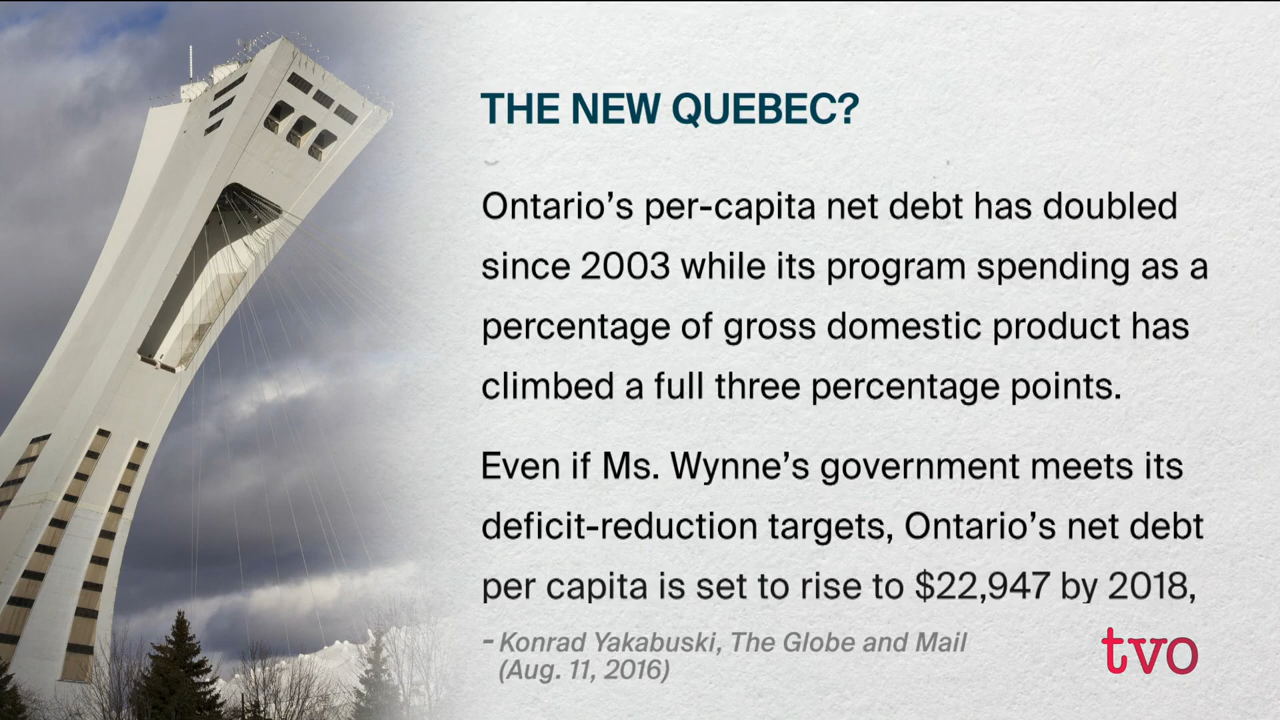 THE NEW QUEBEC?
Ontario’s per-capita net debt has doubled
since 2003 while its program spending as a
percentage of gross domestic product has
climbed a full three percentage points.
Even if Ms. Wynne’s government meets its
deficit-reduction targets, Ontario’s net debt
per capita is set to rise to $22,947 by 2018,
– Konrad Yakabuski, The Globe and Mail
(Aug. 11, 2016)
tvo